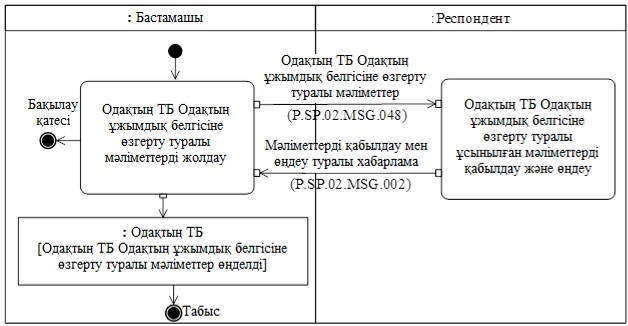 : Бастамашы
:Респондент
Одақтың ТБ Одақтың
ұжымдық белгісіне өзгерту
туралы мәліметтер
(P.SP.02.MSG.048)
Бақылау
қатесі
Одақтың ТБ Одақтың
ұжымдық белгісіне
өзгерту туралы
мәліметтерді жолдау
Мәліметтерді қабылдау мен
өңдеу туралы хабарлама
(P.SP.02.MSG.002)
Одақтың ТБ Одақтың
ұжымдық белгісіне
өзгерту туралы
ұсынылған мәліметтерді
қабылдау және өңдеу
: Одақтың ТБ
[Одақтың ТБ Одақтың ұжымдық белгісіне
өзгерту туралы мәліметтер өңделді]
Табыс